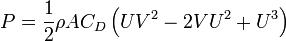 P = \frac{1}{2} \rho A C_D \left( UV^2 - 2VU^2 + U^3 \right)